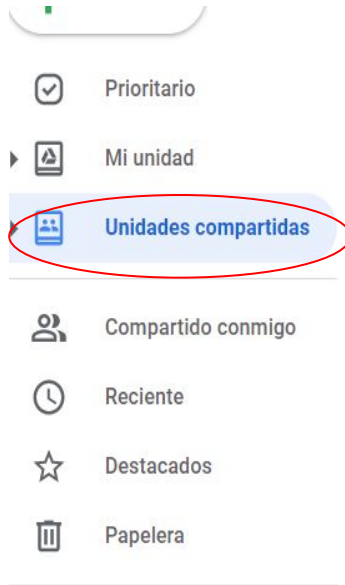 Prioritario
Mi unidad
Unidades compartidas
Compartido conmigo
Reciente
Destacados
Papelera